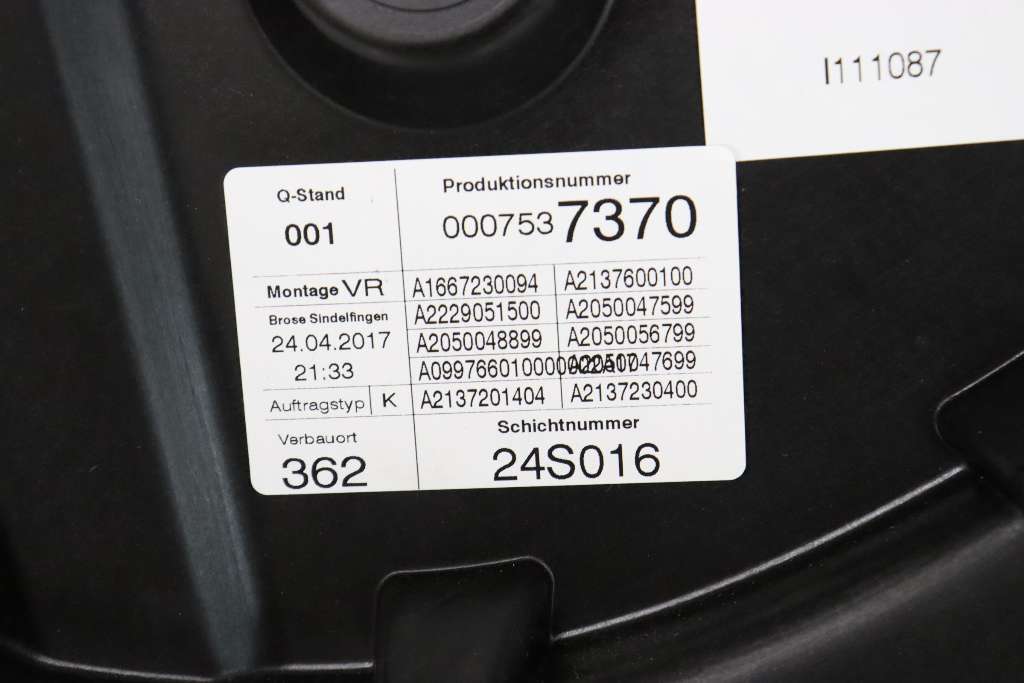 I111087
Q-Stand
001
Produktionsnummer
0007537370
Montage VR
Brose Sindelfingen
24.04.2017
21:33
Auftragstyp K
A1667230094 A2137600100
A2229051500 A2050047599
A2050048899 A2050056799
A2051047699
A2137201404 A2137230400
Verbauort
362
Schichtnummer
24S016